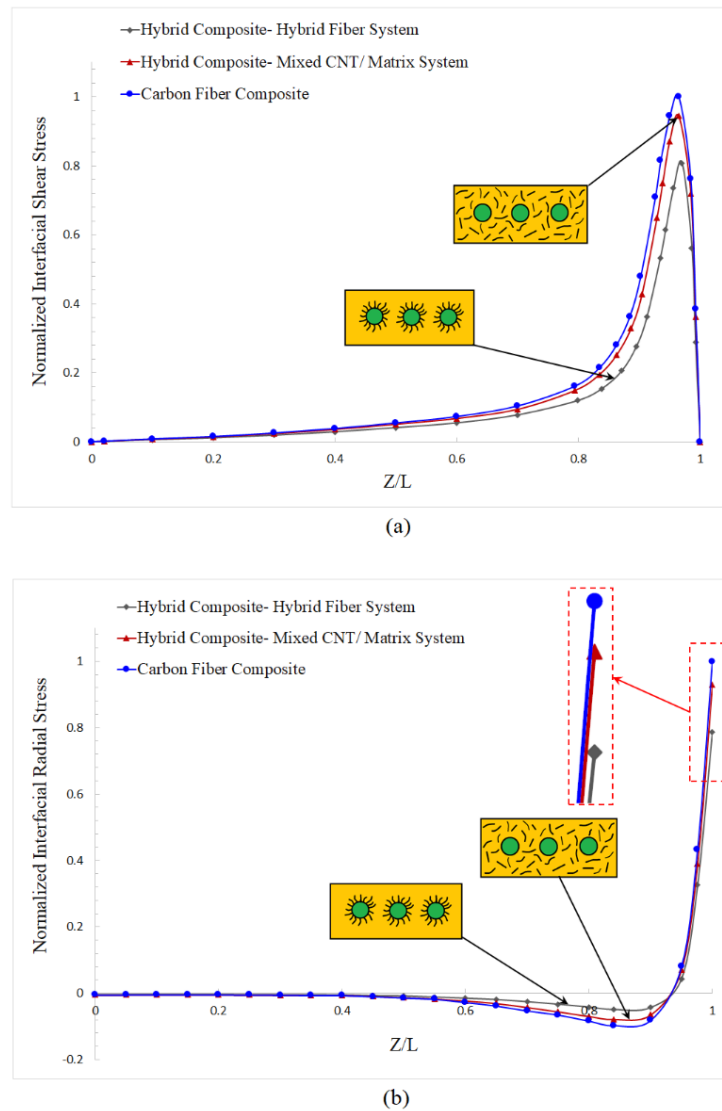 Hybrid Composite- Hybrid Fiber System
Hybrid Composite- Mixed CNT/ Matrix System
Carbon Fiber Composite
Normalized Interfacial Shear Stress
1
0.8
0.6
0.4
0.2
0
0 0.2 0.4 0.6 0.8 1
Z/L
(a)
Hybrid Composite- Hybrid Fiber System
Hybrid Composite- Mixed CNT/ Matrix System
Carbon Fiber Composite
Normalized Interfacial Radial Stress
1
0.8
0.6
0.4
0.2
0
0 0.2 0.4 0.6 0.8 1
-0.2
Z/L
(b)